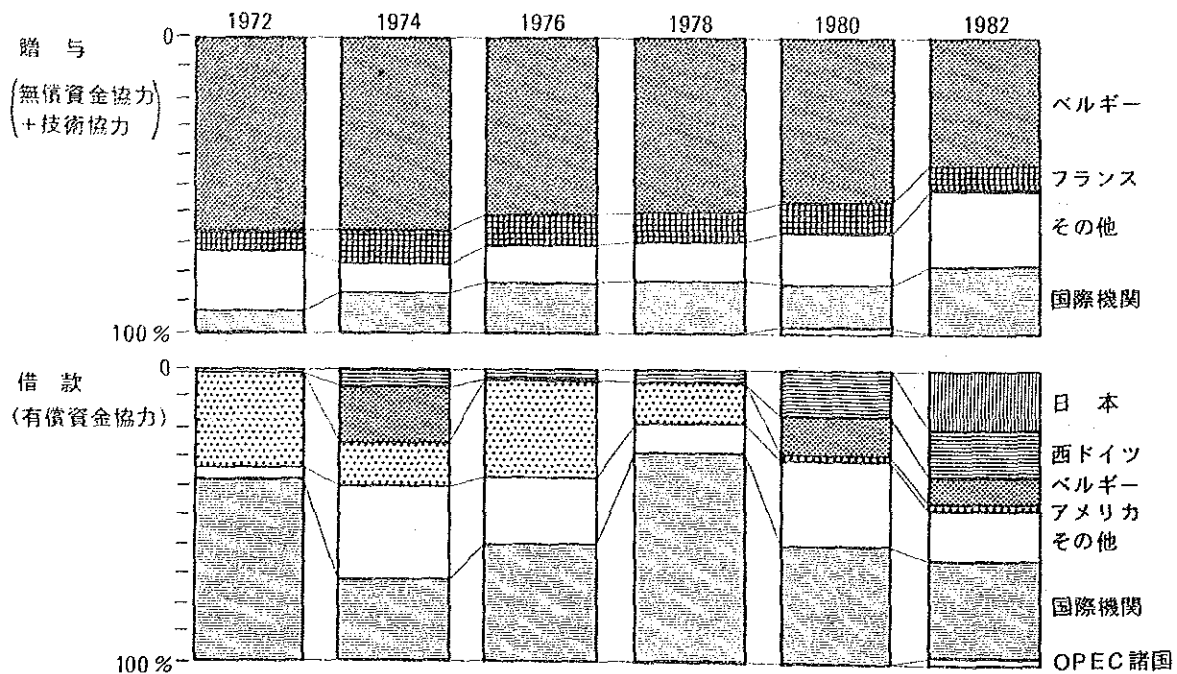 1972 1974 1976 1978 1980 1982
0
贈与
(無償資金協力
+技術協力)
ベルギー
フランス
その他
国際機関
100%
0
借款
(有償資金協力)
日本
西ドイツ
ベルギー
アメリカ
その他
国際機関
100%
OPEC諸国